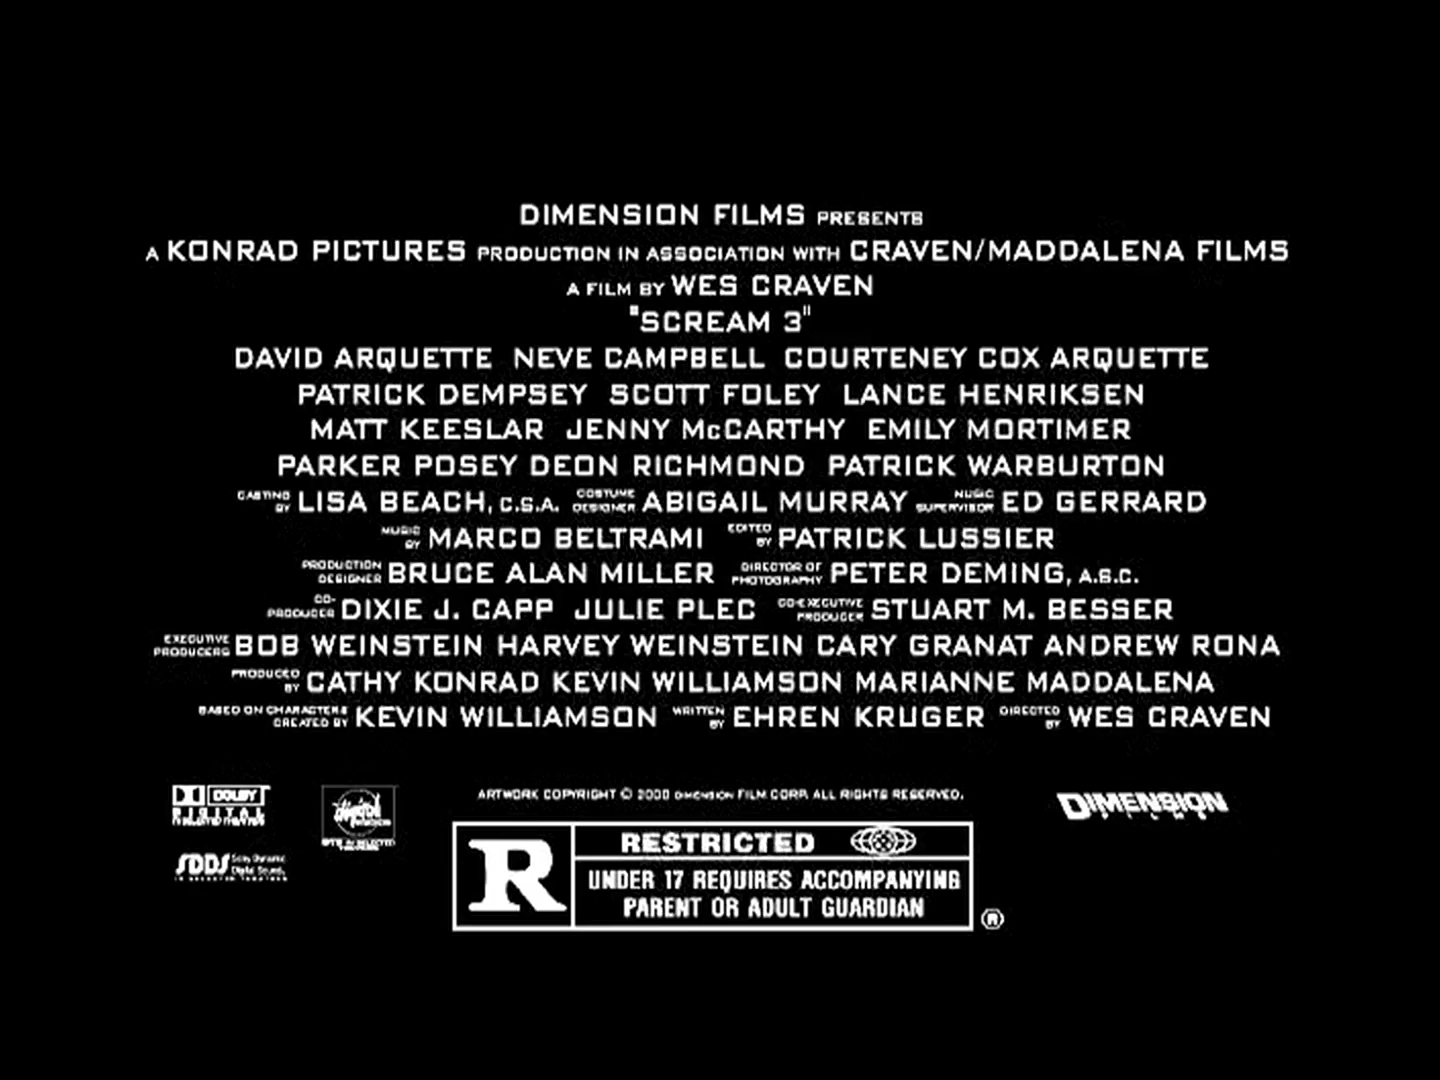 DIMENSION FILMS PRESENTS
A KONRAD PICTURES PRODUCTION IN ASSOCIATION WITH CRAVEN/MADDALENA FILMS
A FILM BY WES CRAVEN
"SCREAM 3"
DAVID ARQUETTE NEVE CAMPBELL COURTENEY COX ARQUETTE
PATRICK DEMPSEY SCOTT FOLEY LANCE HENRIKSEN
MATT KEESLAR JENNY McCARTHY EMILY MORTIMER
PARKER POSEY DEON RICHMOND PATRICK WARBURTON
CASTING BY LISA BEACH, C.S.A. COSTUME DESIGNER ABIGAIL MURRAY MUSIC SUPERVISOR ED GERRARD
MUSIC BY MARCO BELTRAMI EDITED BY PATRICK LUSSIER
PRODUCTION DESIGNER BRUCE ALAN MILLER DIRECTOR OF PHOTOGRAPHY PETER DEMING, A.S.C.
CO-PRODUCER DIXIE J. CAPP JULIE PLEC CO-EXECUTIVE PRODUCER STUART M. BESSER
EXECUTIVE PRODUCERS BOB WEINSTEIN HARVEY WEINSTEIN CARY GRANAT ANDREW RONA
PRODUCED BY CATHY KONRAD KEVIN WILLIAMSON MARIANNE MADDALENA
BASED ON CHARACTERS CREATED BY KEVIN WILLIAMSON WRITTEN BY EHREN KRUGER DIRECTED BY WES CRAVEN
ARTWORK COPYRIGHT © 2000 DIMENSION FILM CORP. ALL RIGHTS RESERVED.
DOLBY
DIGITAL
digital
DIMENSION
FILMS
SDDS Sony Dynamic
Digital Sound
R
RESTRICTED
UNDER 17 REQUIRES ACCOMPANYING
PARENT OR ADULT GUARDIAN
®